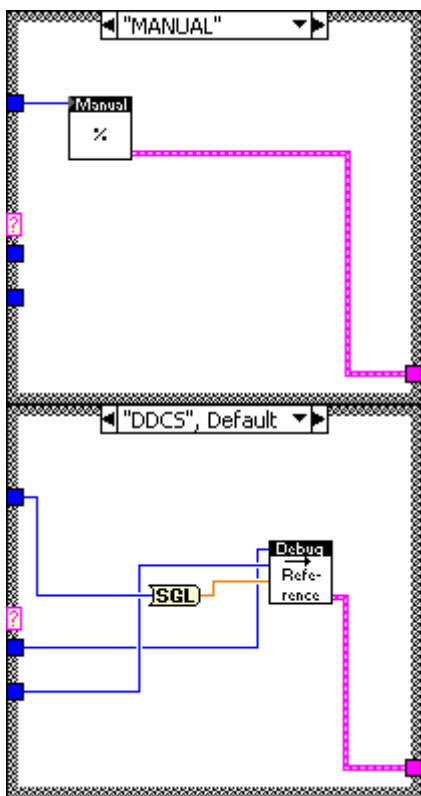 "MANUAL"
Manual
%
?
"DDCS", Default
Debug
Refe-
rence
SGL
?